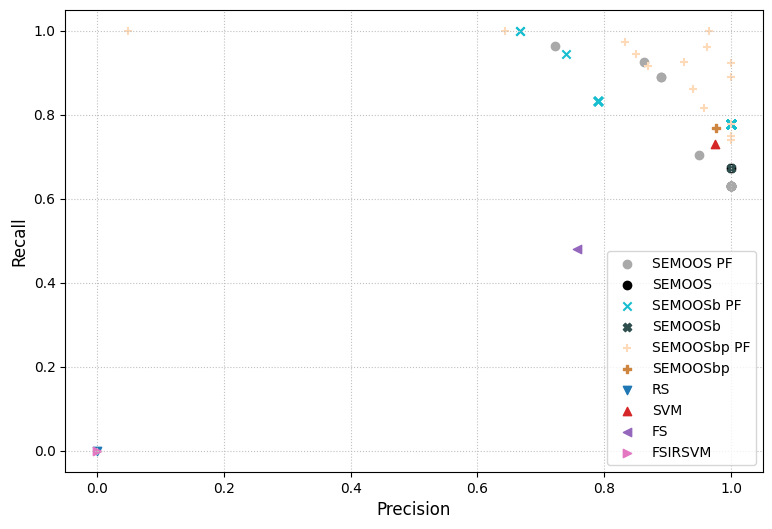 1.0
0.8
0.6
0.4
0.2
0.0
Recall
0.0 0.2 0.4 0.6 0.8 1.0
Precision
SEMOOS PF
SEMOOS
SEMOOSb PF
SEMOOSb
SEMOOSbp PF
SEMOOSbp
RS
SVM
FS
FSIRSVM